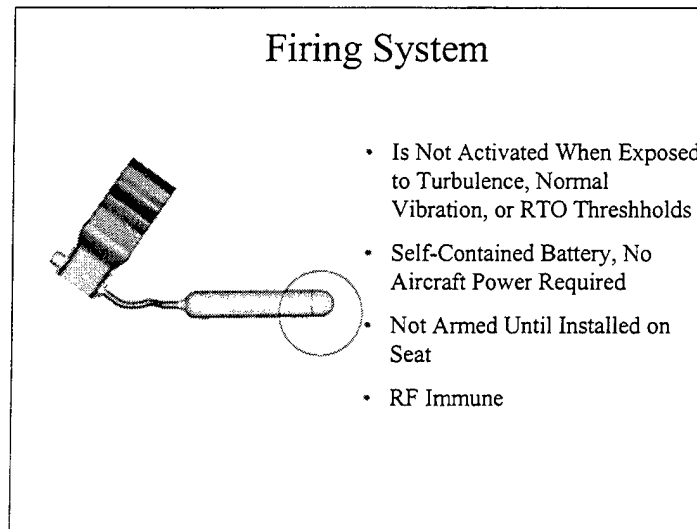 Firing System
• Is Not Activated When Exposed
to Turbulence, Normal
Vibration, or RTO Threshholds
• Self-Contained Battery, No
Aircraft Power Required
• Not Armed Until Installed on
Seat
• RF Immune